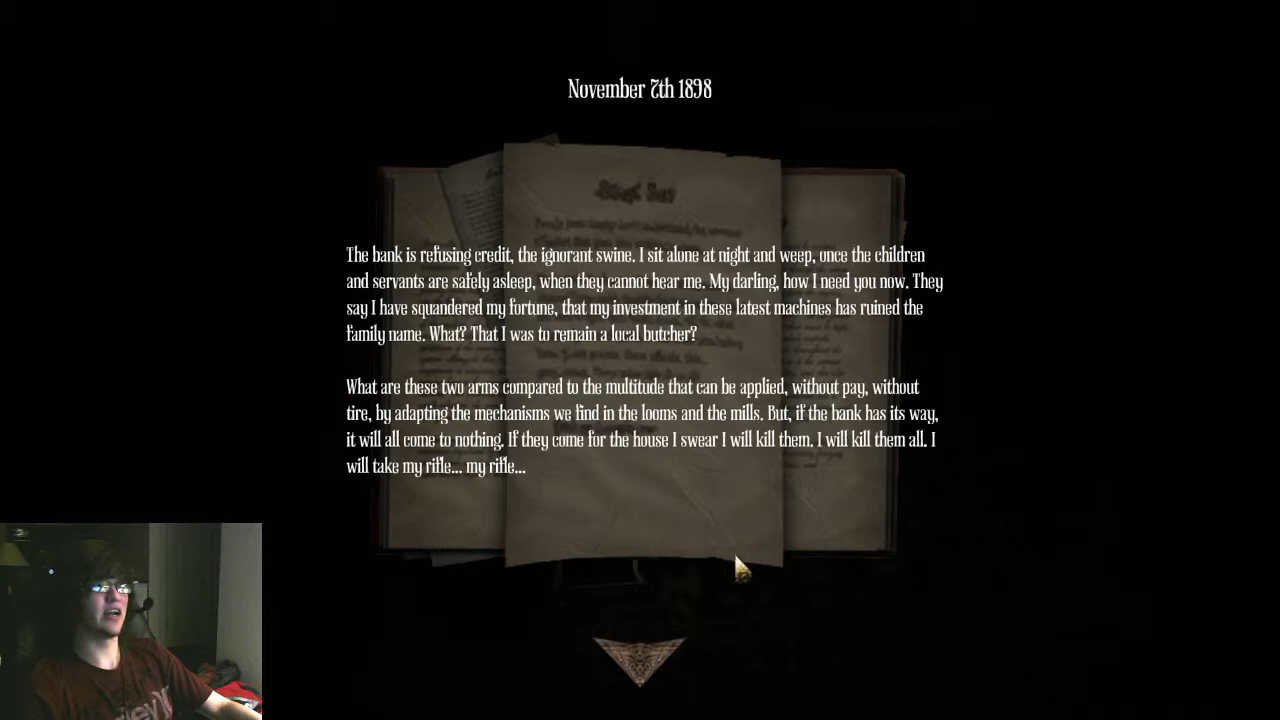 November 7th 1898
The bank is refusing credit, the ignorant swine. I sit alone at night and weep, once the children
and servants are safely asleep, when they cannot hear me. My darling, how I need you now. They
say I have squandered my fortune, that my investment in these latest machines has ruined the
family name. What? That I was to remain a local butcher?
What are these two arms compared to the multitude that can be applied, without pay, without
tire, by adapting the mechanisms we find in the looms and the mills. But, if the bank has its way,
it will all come to nothing. If they come for the house I swear I will kill them. I will kill them all. I
will take my rifle... my rifle...